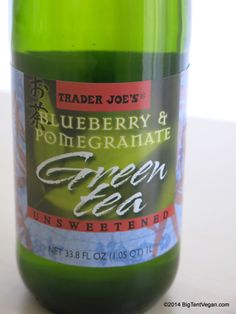 お茶
TRADER JOE'S®
BLUEBERRY &
POMEGRANATE
Green
tea
UNSWEETENED
NET 33.8 FL OZ (1.05 QT) 1L
©2014 BigTentVegan.com